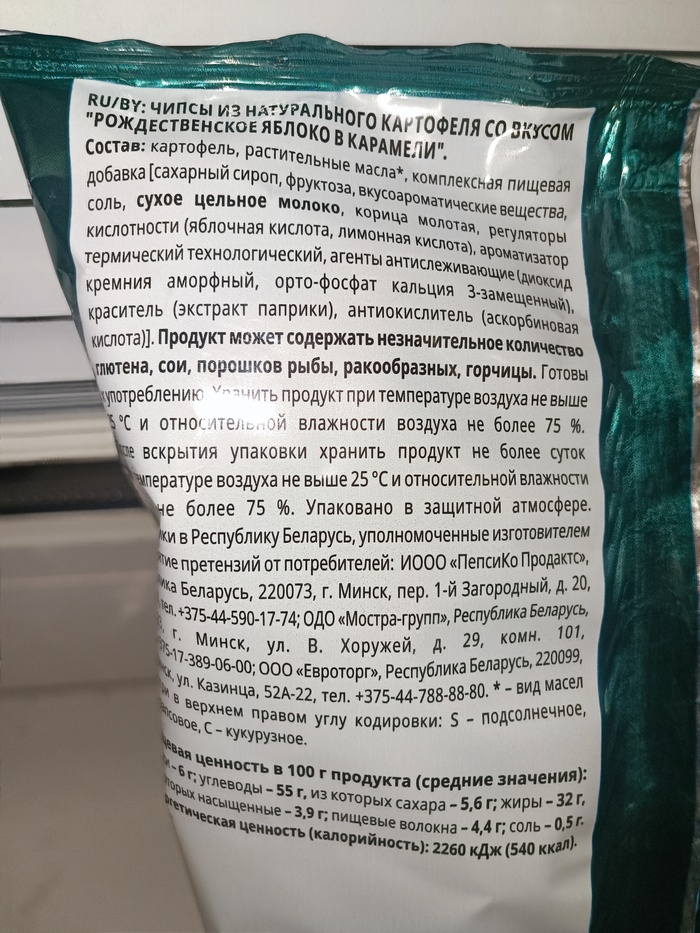 RU/BY: ЧИПСЫ ИЗ НАТУРАЛЬНОГО КАРТОФЕЛЯ СО ВКУСОМ
"РОЖДЕСТВЕНСКОЕ ЯБЛОКО В КАРАМЕЛИ".
Состав: картофель, растительные масла*, комплексная пищевая
добавка [сахарный сироп, фруктоза, вкусоароматические вещества,
соль, сухое цельное молоко, корица молотая, регуляторы
кислотности (яблочная кислота, лимонная кислота), ароматизатор
термический технологический, агенты антислеживающие (диоксид
кремния аморфный, орто-фосфат кальция 3-замещенный),
краситель (экстракт паприки), антиокислитель (аскорбиновая
кислота)]. Продукт может содержать незначительное количество
глютена, сои, порошков рыбы, ракообразных, горчицы. Готовы
употреблению. Хранить продукт при температуре воздуха не выше
5 °С и относительной влажности воздуха не более 75 %.
вскрытия упаковки хранить продукт не более суток
температуре воздуха не выше 25 °С и относительной влажности
не более 75 %. Упаковано в защитной атмосфере.
в Республику Беларусь, уполномоченные изготовителем
претензий от потребителей: ИООО «ПепсиКо Продактс»,
Беларусь, 220073, г. Минск, пер. 1-й Загородный, д. 20,
тел. +375-44-590-17-74; ОДО «Мостра-групп», Республика Беларусь,
г. Минск, ул. В. Хоружей, д. 29, комн. 101,
17-389-06-00; ООО «Евроторг», Республика Беларусь, 220099,
ул. Казинца, 52А-22, тел. +375-44-788-88-80. * – вид масел
в верхнем правом углу кодировки: S – подсолнечное,
С – кукурузное.
ценность в 100 г продукта (средние значения):
– 6 г; углеводы – 55 г, из которых сахара – 5,6 г; жиры – 32 г,
насыщенные – 3,9 г; пищевые волокна – 4,4 г; соль – 0,5 г.
ценность (калорийность): 2260 кДж (540 ккал).